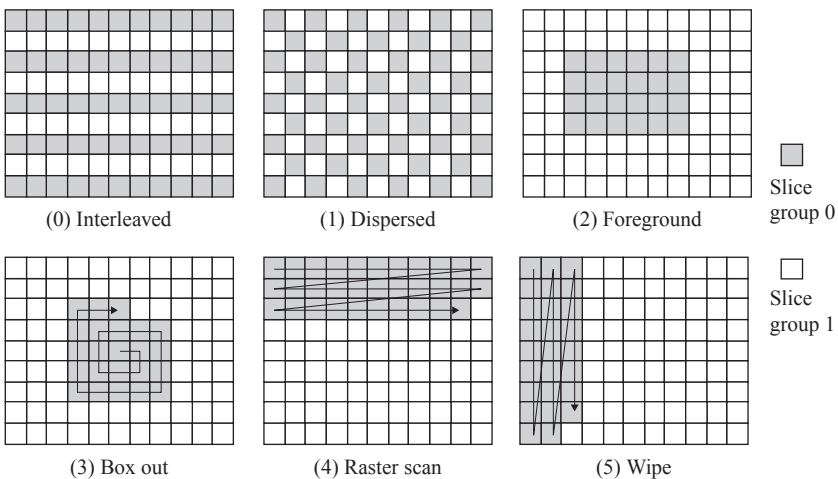 (0) Interleaved
(1) Dispersed
(2) Foreground
Slice
group 0
Slice
group 1
(3) Box out
(4) Raster scan
(5) Wipe